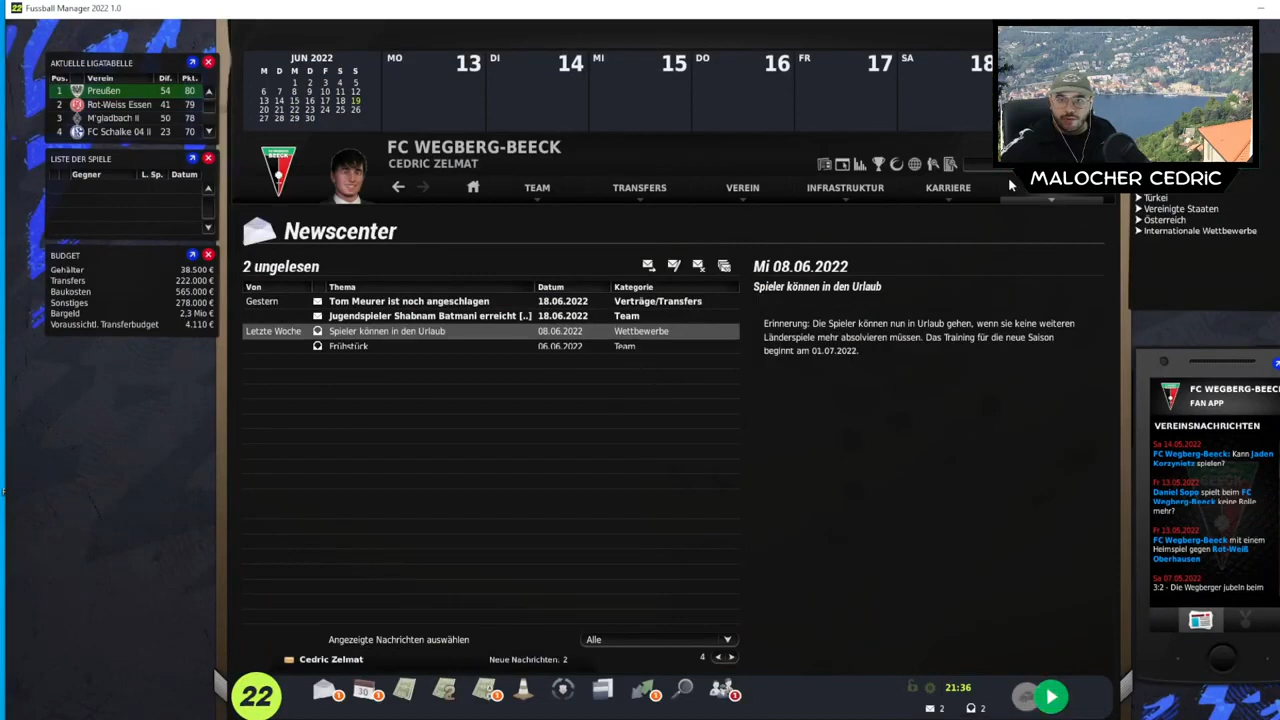 22 Fussball Manager 2022 1.0
AKTUELLE LIGATABELLE
Pos. Verein Dif. Pkt.
1 Preußen 54 80
2 Rot-Weiss Essen 41 79
3 M'gladbach II 50 78
4 FC Schalke 04 II 23 70
LISTE DER SPIELE
Gegner L. Sp. Datum
BUDGET
Gehälter 38.500 €
Transfers 222.000 €
Baukosten 565.000 €
Sonstiges 278.000 €
Bargeld 2,3 Mio €
Voraussichtl. Transferbudget 4.110 €
JUN 2022
M D M D F S S
1 2 3 4 5
6 7 8 9 10 11 12
13 14 15 16 17 18 19
20 21 22 23 24 25 26
27 28 29 30
MO 13 DI 14 MI 15 DO 16 FR 17 SA 18
FC WEGBERG-BEECK
CEDRIC ZELMAT
BEECK
TEAM TRANSFERS VEREIN INFRASTRUKTUR KARRIERE
MALOCHER CEDRIC
Türkei
Vereinigte Staaten
Österreich
Internationale Wettbewerbe
Newscenter
2 ungelesen
Von Thema Datum Kategorie
Gestern Tom Meurer ist noch angeschlagen 18.06.2022 Verträge/Transfers
Jugendspieler Shabnam Batmani erreicht [..] 18.06.2022 Team
Letzte Woche Spieler können in den Urlaub 08.06.2022 Wettbewerbe
Frühstück 06.06.2022 Team
Mi 08.06.2022
Spieler können in den Urlaub
Erinnerung: Die Spieler können nun in Urlaub gehen, wenn sie keine weiteren
Länderspiele mehr absolvieren müssen. Das Training für die neue Saison
beginnt am 01.07.2022.
FC WEGBERG-BEECK
FAN APP
VEREINSNACHRICHTEN
Sa 14.05.2022
FC Wegberg-Beeck: Kann Jaden
Korzynietz spielen?
Fr 13.05.2022
Daniel Sopo spielt beim FC
Wegberg-Beeck keine Rolle
mehr?
Fr 13.05.2022
FC Wegberg-Beeck mit einem
Heimspiel gegen Rot-Weiß
Oberhausen
Sa 07.05.2022
3:2 - Die Wegberger jubeln beim
Angezeigte Nachrichten auswählen Alle
Cedric Zelmat Neue Nachrichten: 2 4
22 1 30 1 1 1 1 21:36
2 2